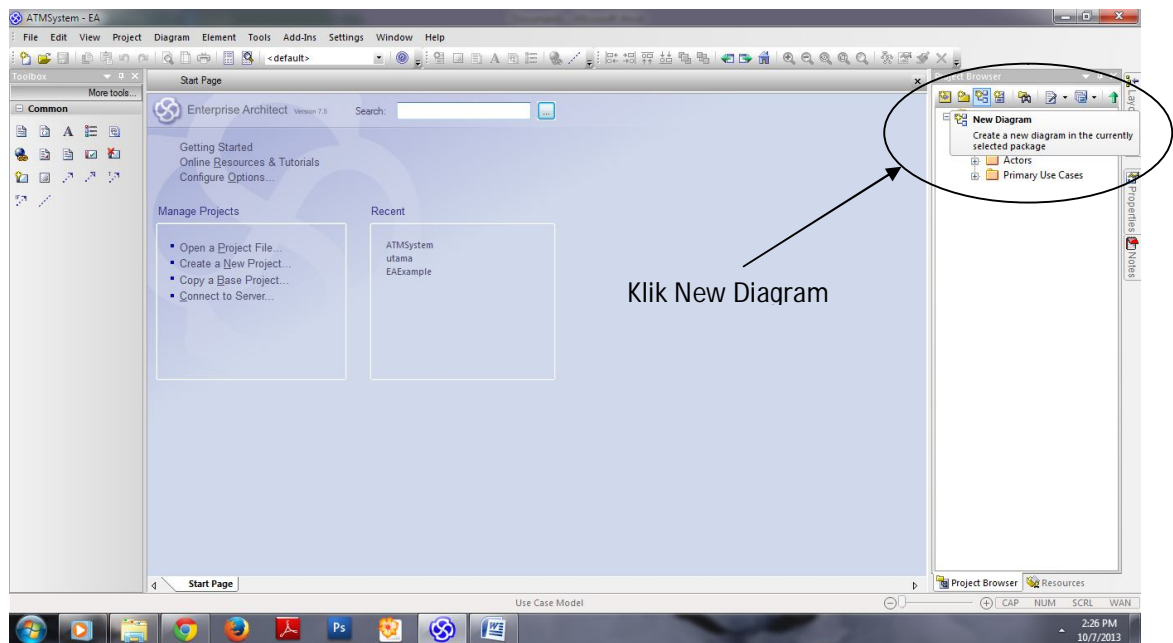 ATMSystem - EA
File Edit View Project Diagram Element Tools Add-Ins Settings Window Help
<default>
Toolbox
More tools...
Common
Start Page
Enterprise Architect Version 7.5 Search:
Getting Started
Online Resources & Tutorials
Configure Options...
Manage Projects
Open a Project File...
Create a New Project...
Copy a Base Project...
Connect to Server...
Recent
ATMSystem
utama
EAExample
Klik New Diagram
Project Browser
New Diagram
Create a new diagram in the currently
selected package
Actors
Primary Use Cases
Properties
Notes
Start Page
Project Browser Resources
Use Case Model
CAP NUM SCRL WAN
Ps
2:26 PM
10/7/2013